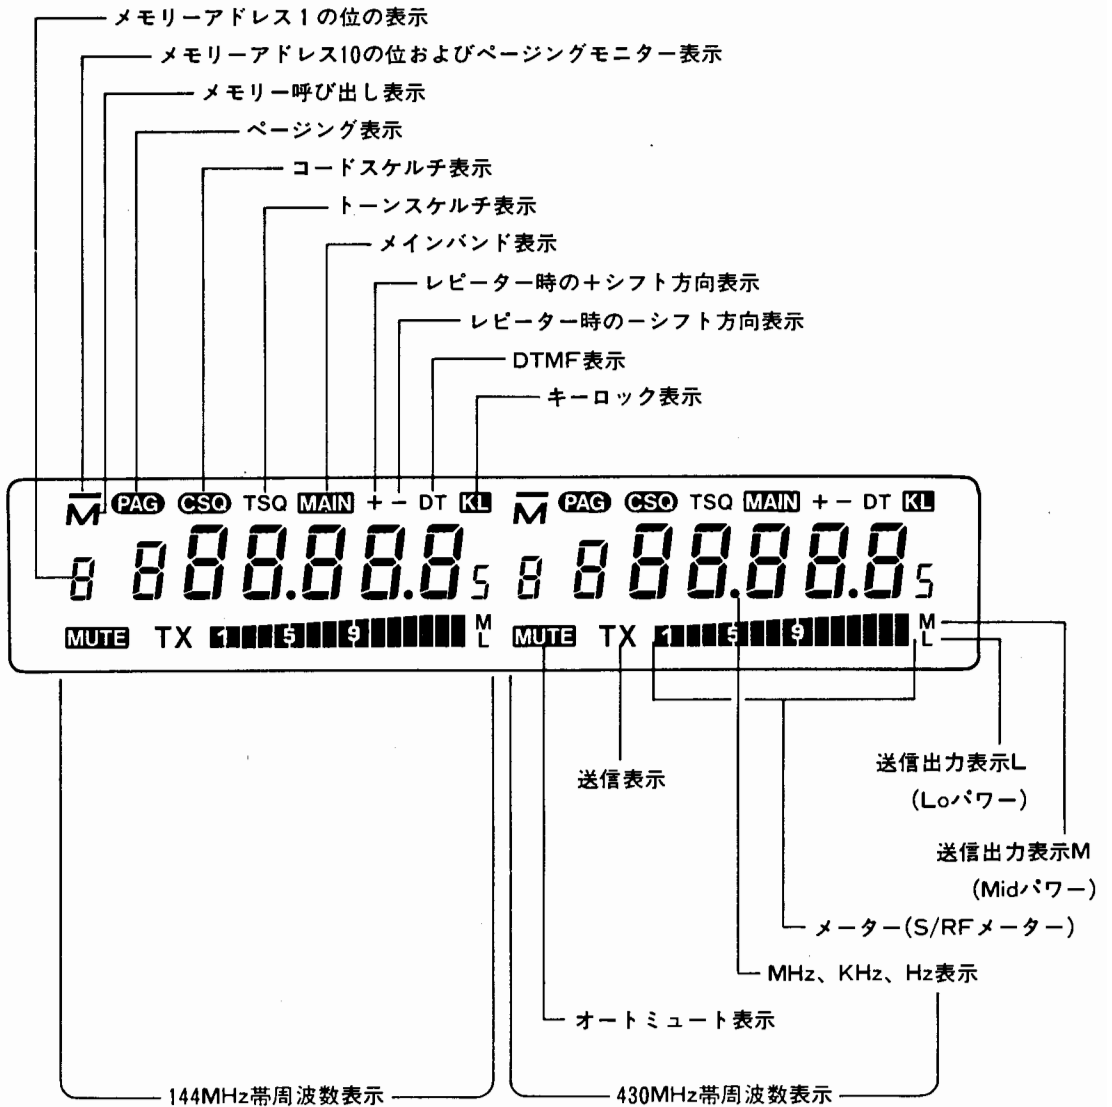 メモリーアドレス1の位の表示
メモリーアドレス10の位およびページングモニター表示
メモリー呼び出し表示
ページング表示
コードスケルチ表示
トーンスケルチ表示
メインバンド表示
レピーター時の+シフト方向表示
レピーター時の-シフト方向表示
DTMF表示
キーロック表示
M PAG CSQ TSQ MAIN + - DT KL M PAG CSQ TSQ MAIN + - DT KL
8 8 88.88.8 5 8 8 88.88.8 5
MUTE TX 1 5 9 M L MUTE TX 1 5 9 M L
送信表示
送信出力表示L
(Loパワー)
送信出力表示M
(Midパワー)
メーター(S/RFメーター)
MHz、KHz、Hz表示
オートミュート表示
144MHz帯周波数表示 430MHz帯周波数表示